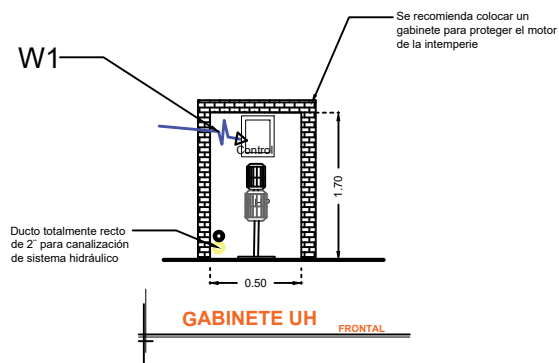 Se recomienda colocar un
gabinete para proteger el motor
de la intemperie
W1
Control
1.70
Ducto totalmente recto
de 2¨ para canalización
de sistema hidráulico
0.50
GABINETE UH
FRONTAL